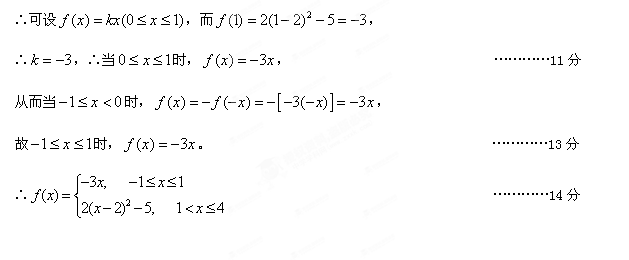 ∴可设 f(x)=kx(0≤x≤1)，而 f(1)=2(1−2)²−5=−3，
∴k=−3，∴当 0≤x≤1时，f(x)=−3x， …………11 分
从而当−1≤x<0时，f(x)=−f(−x)=−[−3(−x)]=−3x，
故−1≤x≤1时，f(x)=−3x。 …………13 分
∴f(x)={−3x, −1≤x≤1
2(x−2)²−5, 1<x≤4 …………14 分